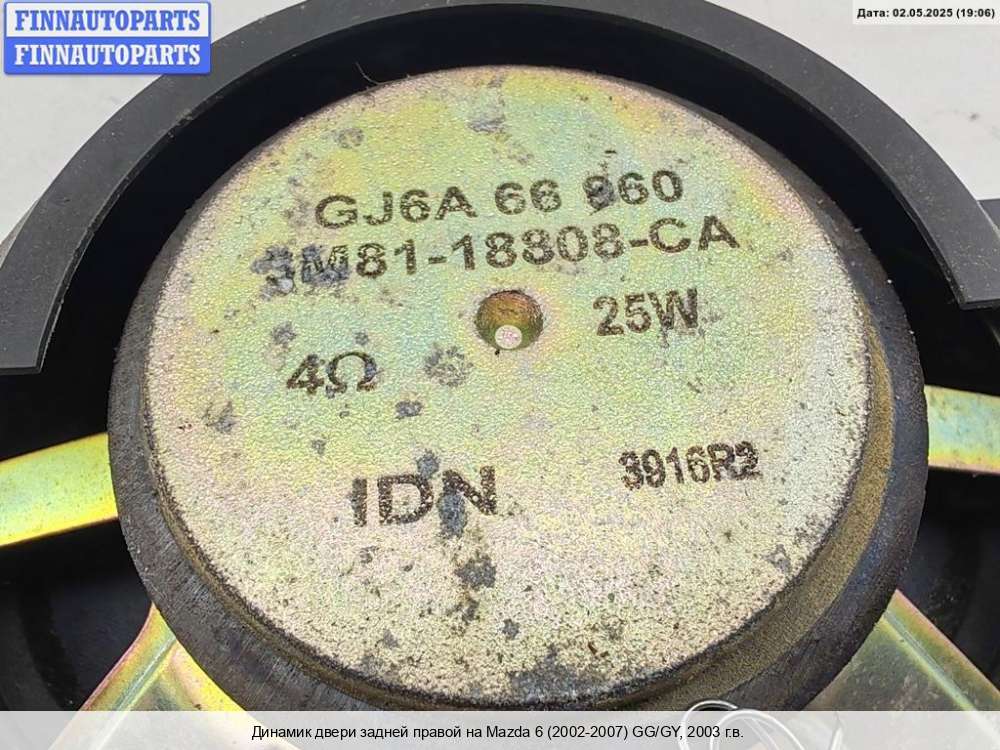 FINNAUTOPARTS
FINNAUTOPARTS
Дата: 02.05.2025 (19:06)
GJ6A 66 960
3M81-18808-CA
25W
4Ω
IDN
3916R2
Динамик двери задней правой на Mazda 6 (2002-2007) GG/GY, 2003 г.в.